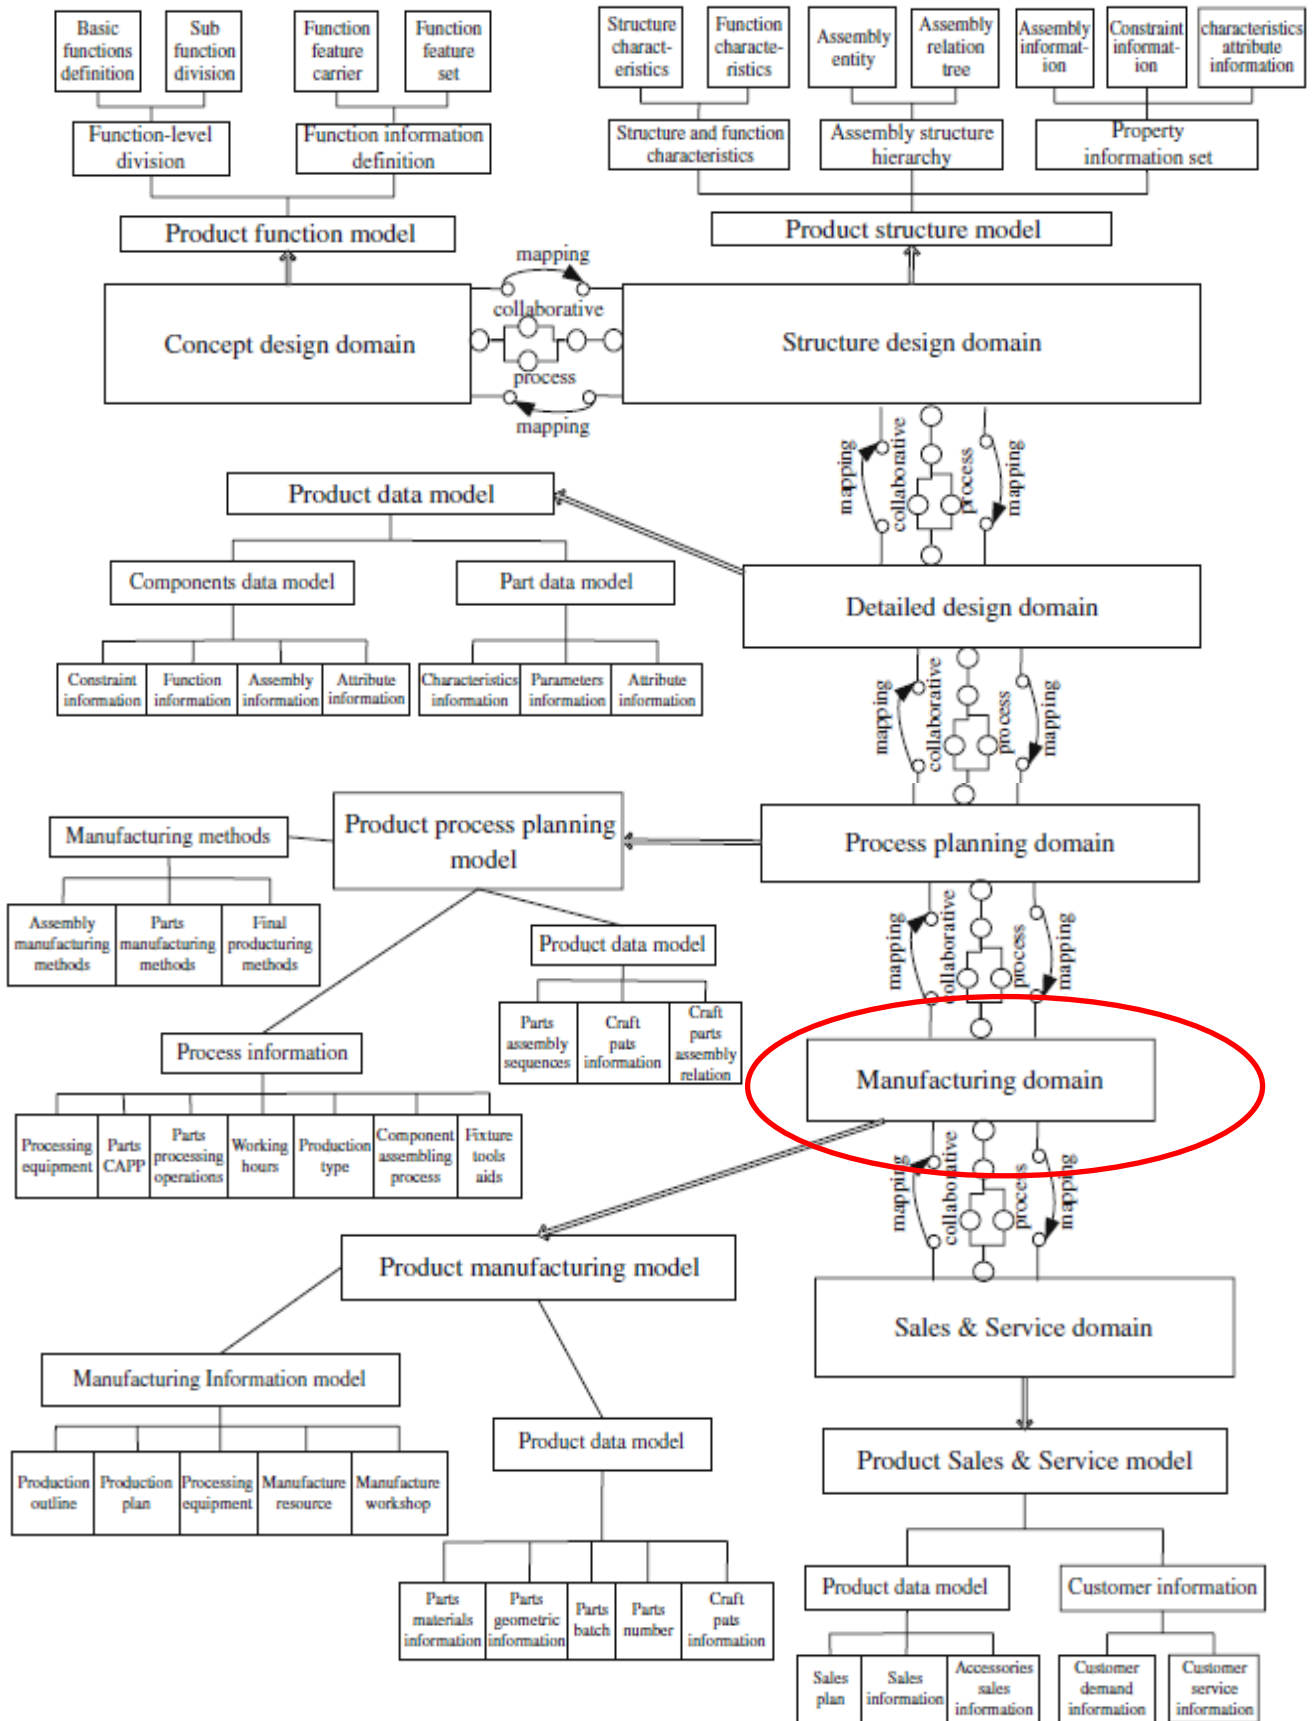 Basic
functions
definition
Sub
function
division
Function
feature
carrier
Function
feature
set
Structure
charact-
eristics
Function
characte-
ristics
Assembly
entity
Assembly
relation
tree
Assembly
informat-
ion
Constraint
informat-
ion
characteristics
attribute
information
Function-level
division
Function information
definition
Structure and function
characteristics
Assembly structure
hierarchy
Property
information set
Product function model
Product structure model
mapping
collaborative
process
mapping
Concept design domain
Structure design domain
mapping
collaborative
process
mapping
Product data model
Components data model
Part data model
Detailed design domain
Constraint
information
Function
information
Assembly
information
Attribute
information
Characteristics
information
Parameters
information
Attribute
information
mapping
collaborative
process
mapping
Manufacturing methods
Product process planning
model
Process planning domain
Assembly
manufacturing
methods
Parts
manufacturing
methods
Final
producturing
methods
Product data model
mapping
collaborative
process
mapping
Parts
assembly
sequences
Craft
pats
information
Craft
parts
assembly
relation
Process information
Manufacturing domain
Processing
equipment
Parts
CAPP
Parts
processing
operations
Working
hours
Production
type
Component
assembling
process
Fixture
tools
aids
mapping
collaborative
process
mapping
Product manufacturing model
Sales & Service domain
Manufacturing Information model
Product data model
Product Sales & Service model
Production
outline
Production
plan
Processing
equipment
Manufacture
resource
Manufacture
workshop
Parts
materials
information
Parts
geometric
information
Parts
batch
Parts
number
Craft
pats
information
Product data model
Customer information
Sales
plan
Sales
information
Accessories
sales
information
Customer
demand
information
Customer
service
information